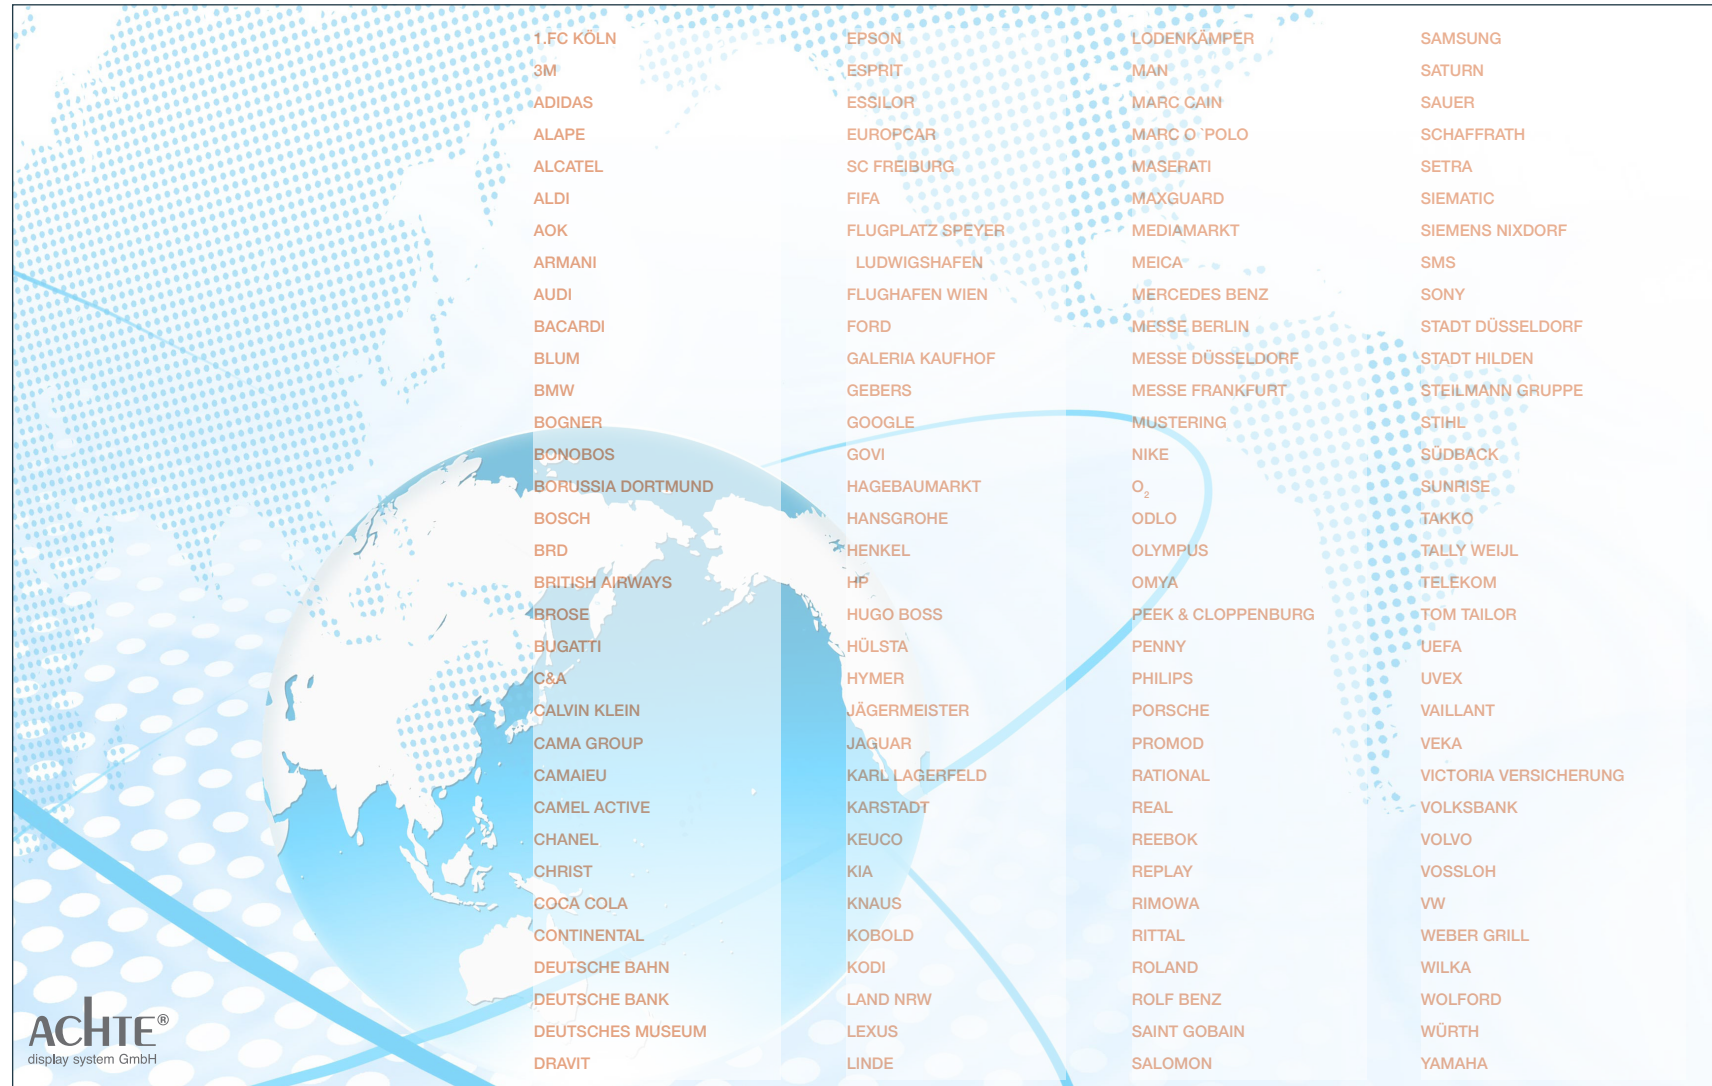 1.FC KÖLN
3M
ADIDAS
ALAPE
ALCATEL
ALDI
AOK
ARMANI
AUDI
BACARDI
BLUM
BMW
BOGNER
BONOBOS
BORUSSIA DORTMUND
BOSCH
BRD
BRITISH AIRWAYS
BROSE
BUGATTI
C&A
CALVIN KLEIN
CAMA GROUP
CAMAIEU
CAMEL ACTIVE
CHANEL
CHRIST
COCA COLA
CONTINENTAL
DEUTSCHE BAHN
DEUTSCHE BANK
DEUTSCHES MUSEUM
DRAVIT
EPSON
ESPRIT
ESSILOR
EUROPCAR
SC FREIBURG
FIFA
FLUGPLATZ SPEYER
LUDWIGSHAFEN
FLUGHAFEN WIEN
FORD
GALERIA KAUFHOF
GEBERS
GOOGLE
GOVI
HAGEBAUMARKT
HANSGROHE
HENKEL
HP
HUGO BOSS
HÜLSTA
HYMER
JÄGERMEISTER
JAGUAR
KARL LAGERFELD
KARSTADT
KEUCO
KIA
KNAUS
KOBOLD
KODI
LAND NRW
LEXUS
LINDE
LODENKÄMPER
MAN
MARC CAIN
MARC O`POLO
MASERATI
MAXGUARD
MEDIAMARKT
MEICA
MERCEDES BENZ
MESSE BERLIN
MESSE DÜSSELDORF
MESSE FRANKFURT
MUSTERING
NIKE
O₂
ODLO
OLYMPUS
OMYA
PEEK & CLOPPENBURG
PENNY
PHILIPS
PORSCHE
PROMOD
RATIONAL
REAL
REEBOK
REPLAY
RIMOWA
RITTAL
ROLAND
ROLF BENZ
SAINT GOBAIN
SALOMON
SAMSUNG
SATURN
SAUER
SCHAFFRATH
SETRA
SIEMATIC
SIEMENS NIXDORF
SMS
SONY
STADT DÜSSELDORF
STADT HILDEN
STEILMANN GRUPPE
STIHL
SÜDBACK
SUNRISE
TAKKO
TALLY WEIJL
TELEKOM
TOM TAILOR
UEFA
UVEX
VAILLANT
VEKA
VICTORIA VERSICHERUNG
VOLKSBANK
VOLVO
VOSSLOH
VW
WEBER GRILL
WILKA
WOLFORD
WÜRTH
YAMAHA
ACHTE®
display system GmbH